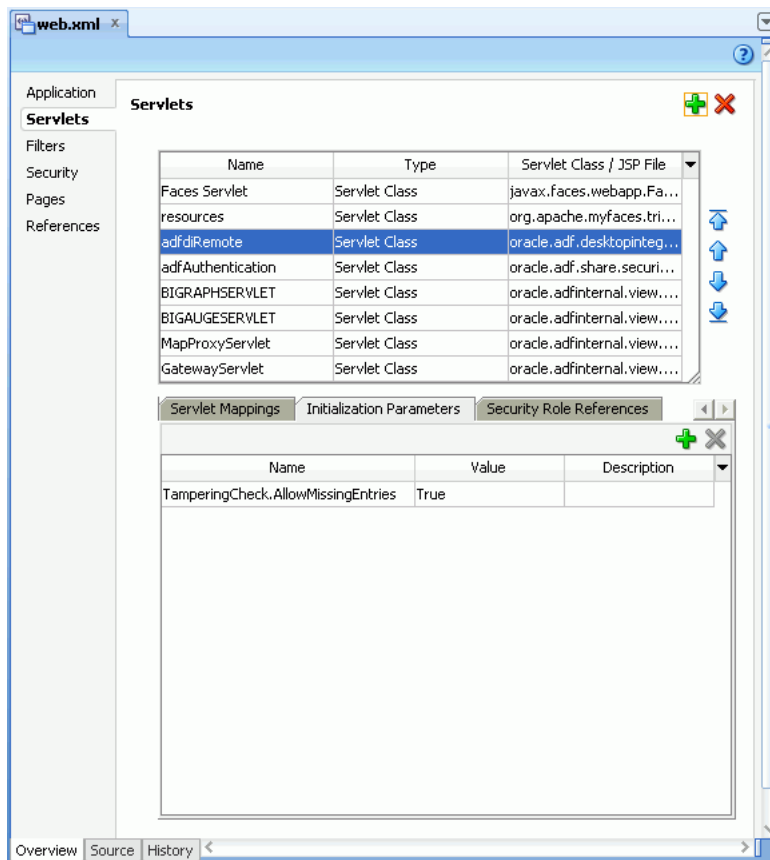 web.xml
Application
Servlets
Filters
Security
Pages
References
Servlets
Name Type Servlet Class / JSP File
Faces Servlet Servlet Class javax.faces.webapp.Fa...
resources Servlet Class org.apache.myfaces.tri...
adfdiRemote Servlet Class oracle.adf.desktopinteg...
adfAuthentication Servlet Class oracle.adf.share.securi...
BIGRAPHSERVLET Servlet Class oracle.adfinternal.view....
BIGAUGESERVLET Servlet Class oracle.adfinternal.view....
MapProxyServlet Servlet Class oracle.adfinternal.view....
GatewayServlet Servlet Class oracle.adfinternal.view....
Servlet Mappings Initialization Parameters Security Role References
Name Value Description
TamperingCheck.AllowMissingEntries True
Overview Source History